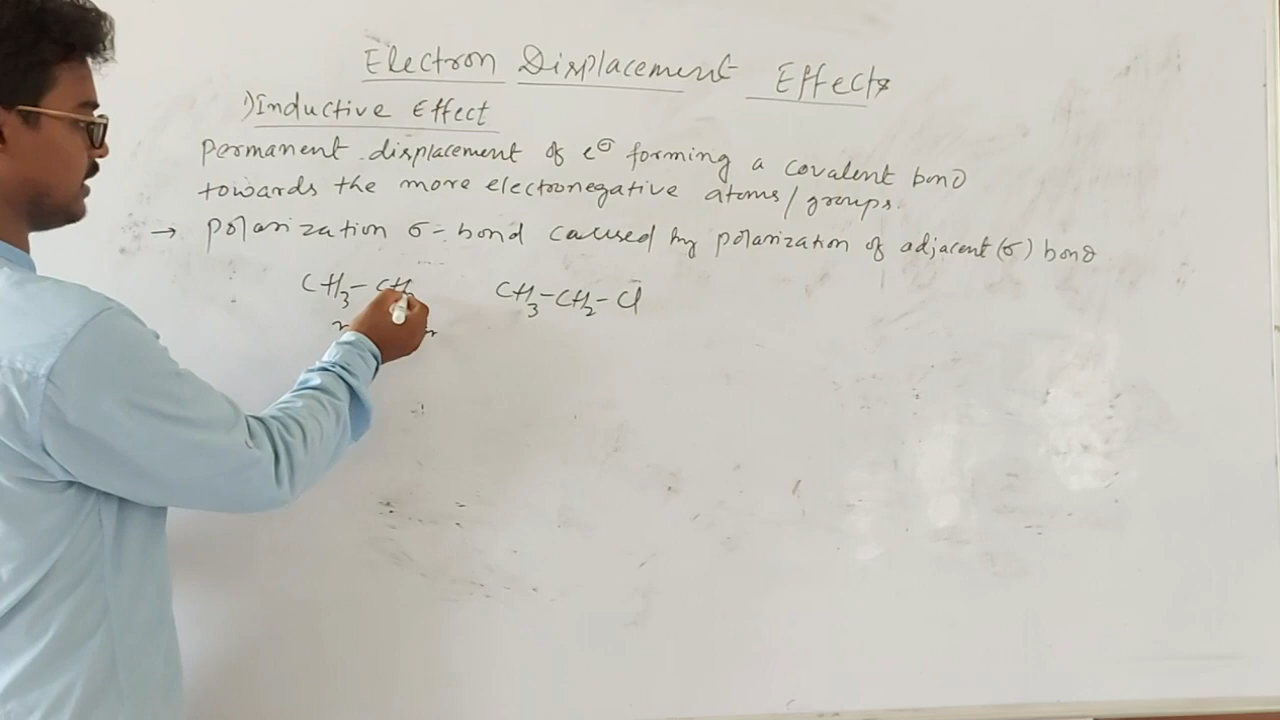 Electron Displacement Effects
1) Inductive Effect
Permanent displacement of e⊖ forming a covalent bond
towards the more electronegative atoms/groups.
→ Polarization σ-bond caused by polarization of adjacent (σ) bond
CH₃-CH₃ CH₃-CH₂-Cl